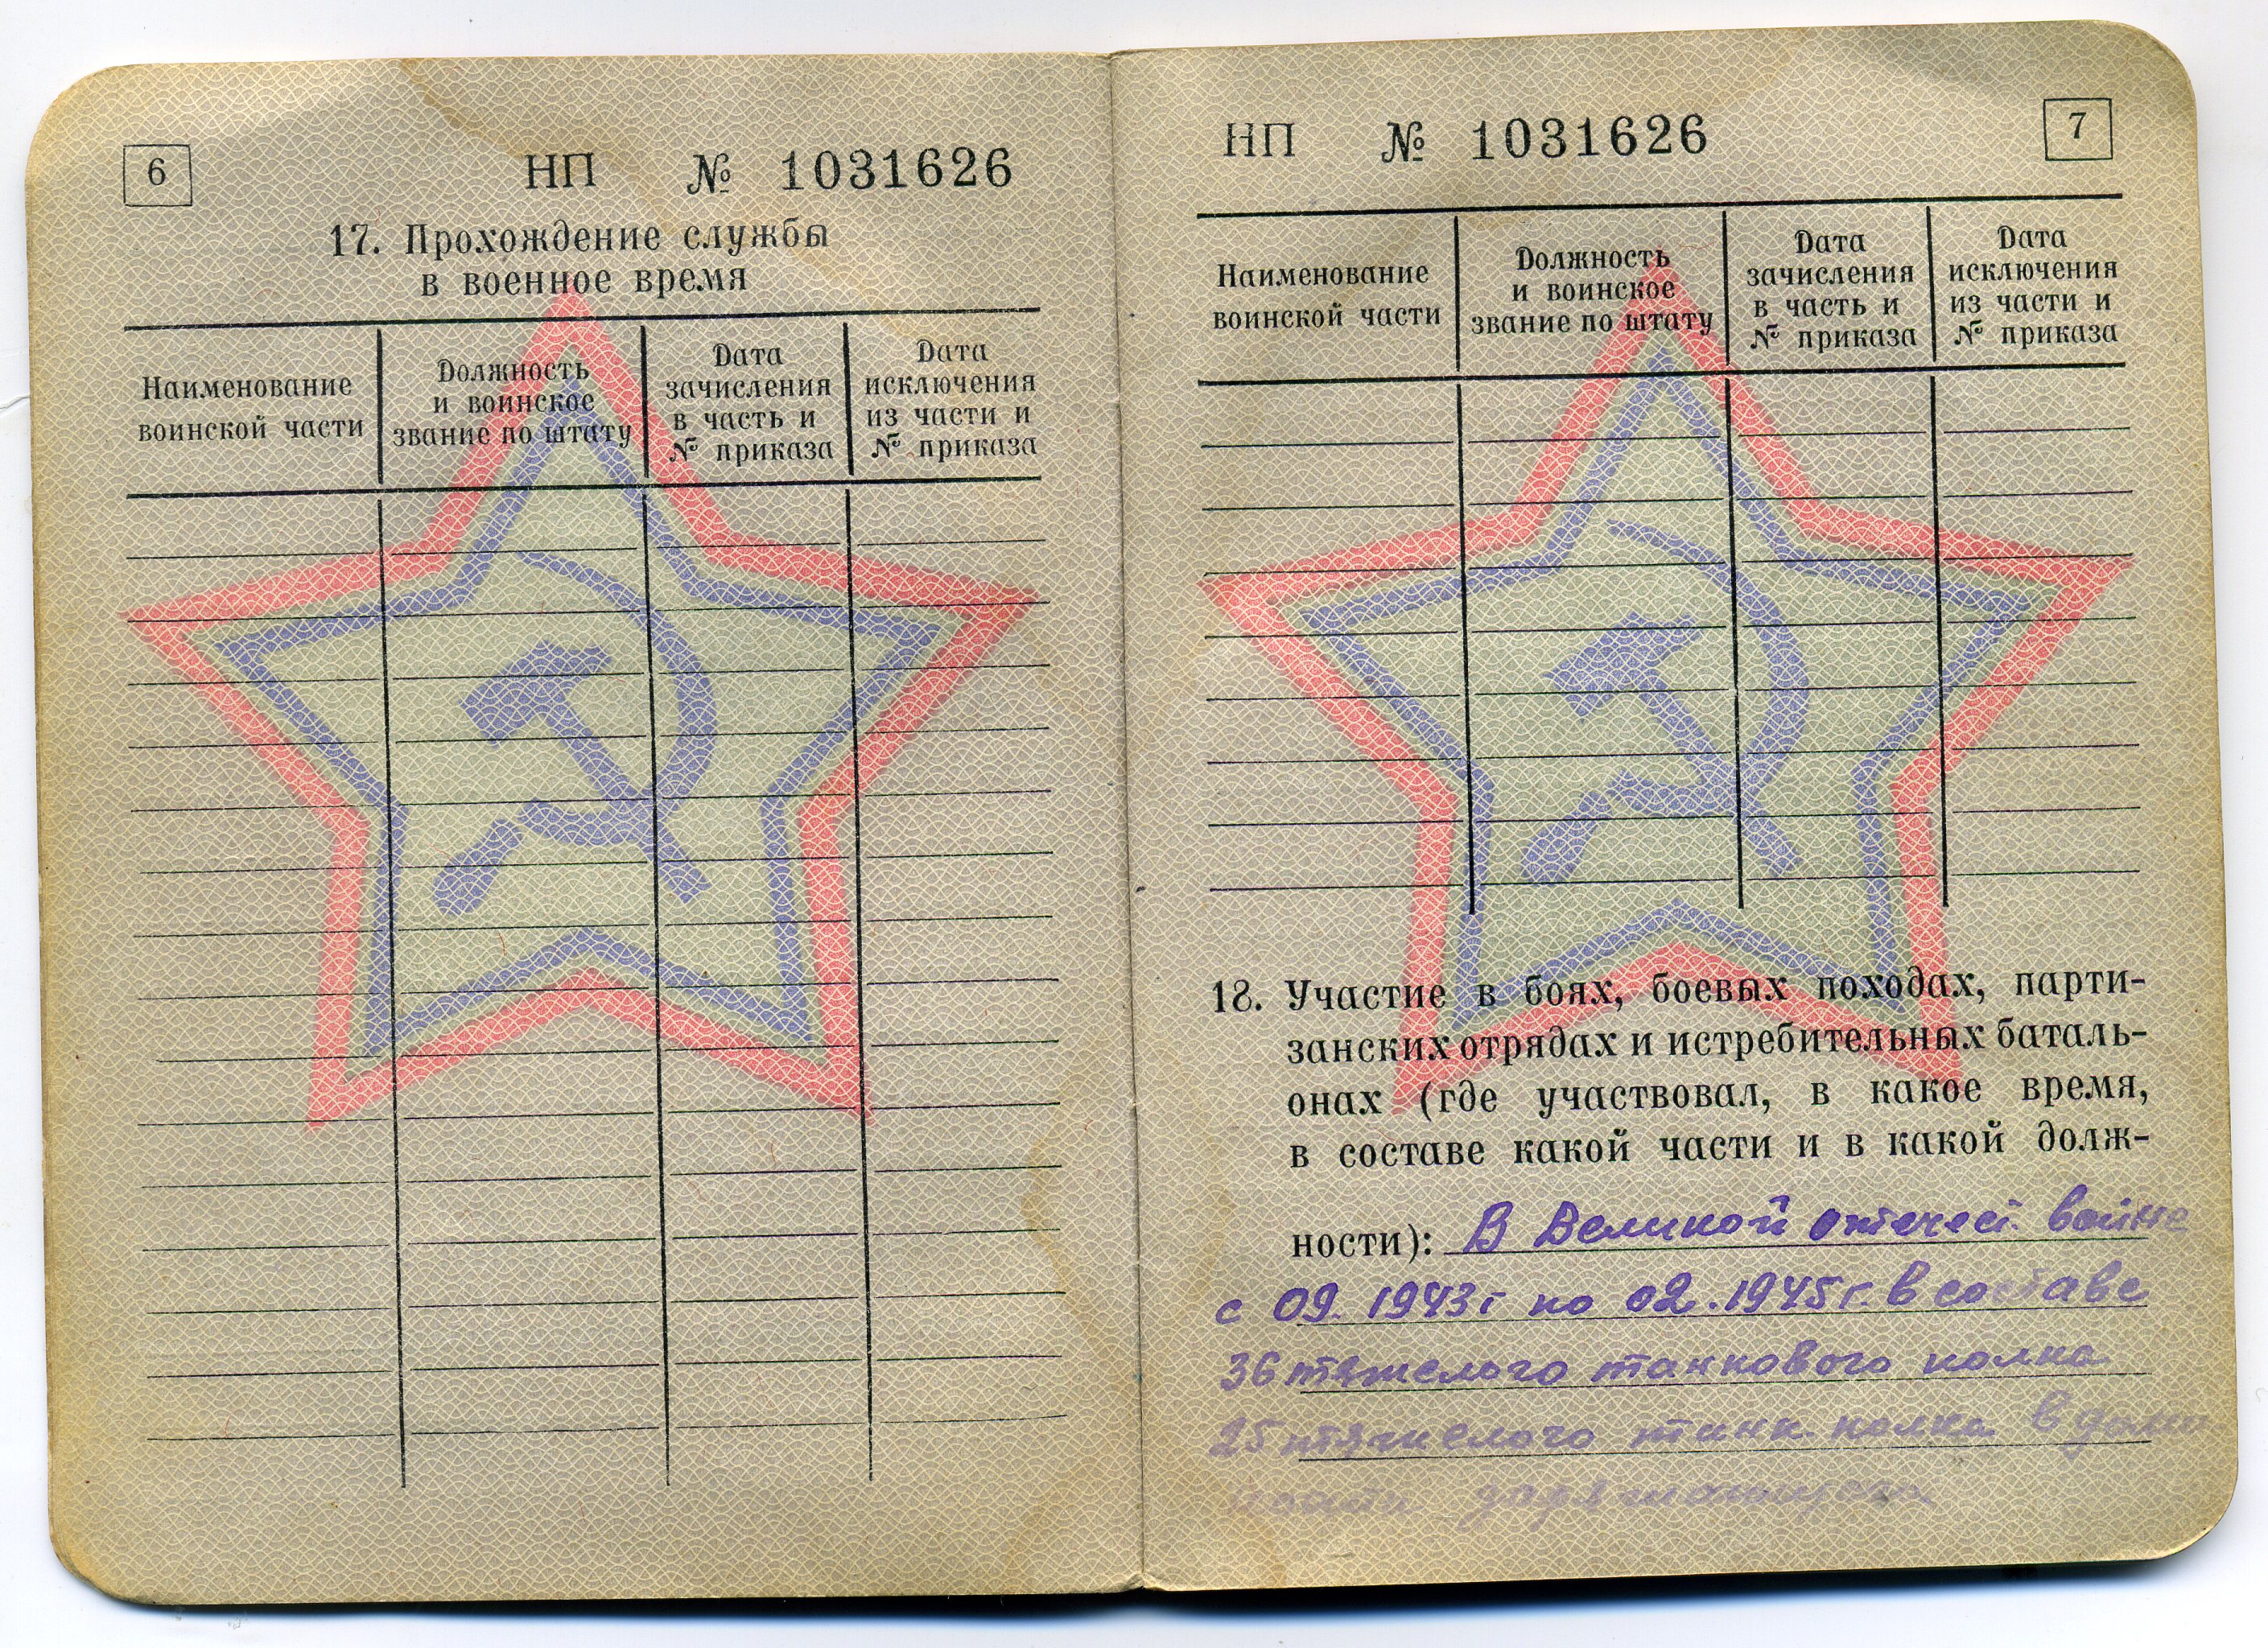 6
НП № 1031626
17. Прохождение службы
в военное время
Наименование
воинской части
Должность
и воинское
звание по штату
Дата
зачисления
в часть и
№ приказа
Дата
исключения
из части и
№ приказа
НП № 1031626
7
Наименование
воинской части
Должность
и воинское
звание по штату
Дата
зачисления
в часть и
№ приказа
Дата
исключения
из части и
№ приказа
18. Участие в боях, боевых походах, парти-
занских отрядах и истребительных баталь-
онах (где участвовал, в какое время,
в составе какой части и в какой долж-
ности): В Великой отечест. войне
с 09. 1943г по 02. 1945г. в составе
36 тяжелого танкового полка
25 тяжелого танк. полка в долж
ности заряжающего